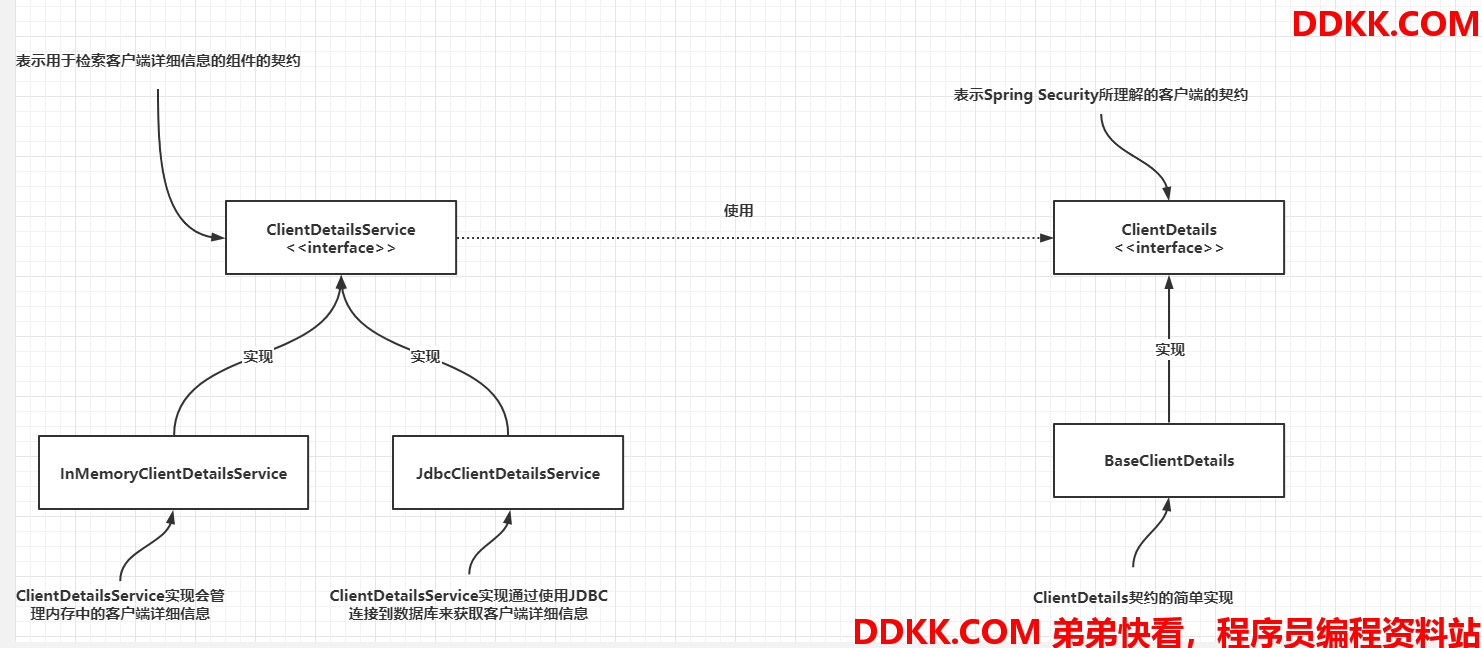 DDKK.COM
表示用于检索客户端详细信息的组件的契约
表示Spring Security所理解的客户端的契约
使用
ClientDetailsService
<<interface>>
ClientDetails
<<interface>>
实现
实现
实现
InMemoryClientDetailsService
JdbcClientDetailsService
BaseClientDetails
ClientDetailsService实现会管
理内存中的客户端详细信息
ClientDetailsService实现通过使用JDBC
连接到数据库来获取客户端详细信息
ClientDetails契约的简单实现
DDKK.COM 弟弟快看，程序员编程资料站